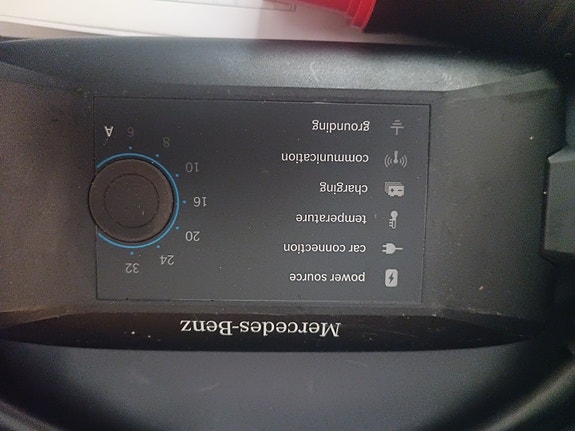 Mercedes-Benz
power source
car connection
temperature
charging
communication
grounding
32
24
20
16
10
8
6
A